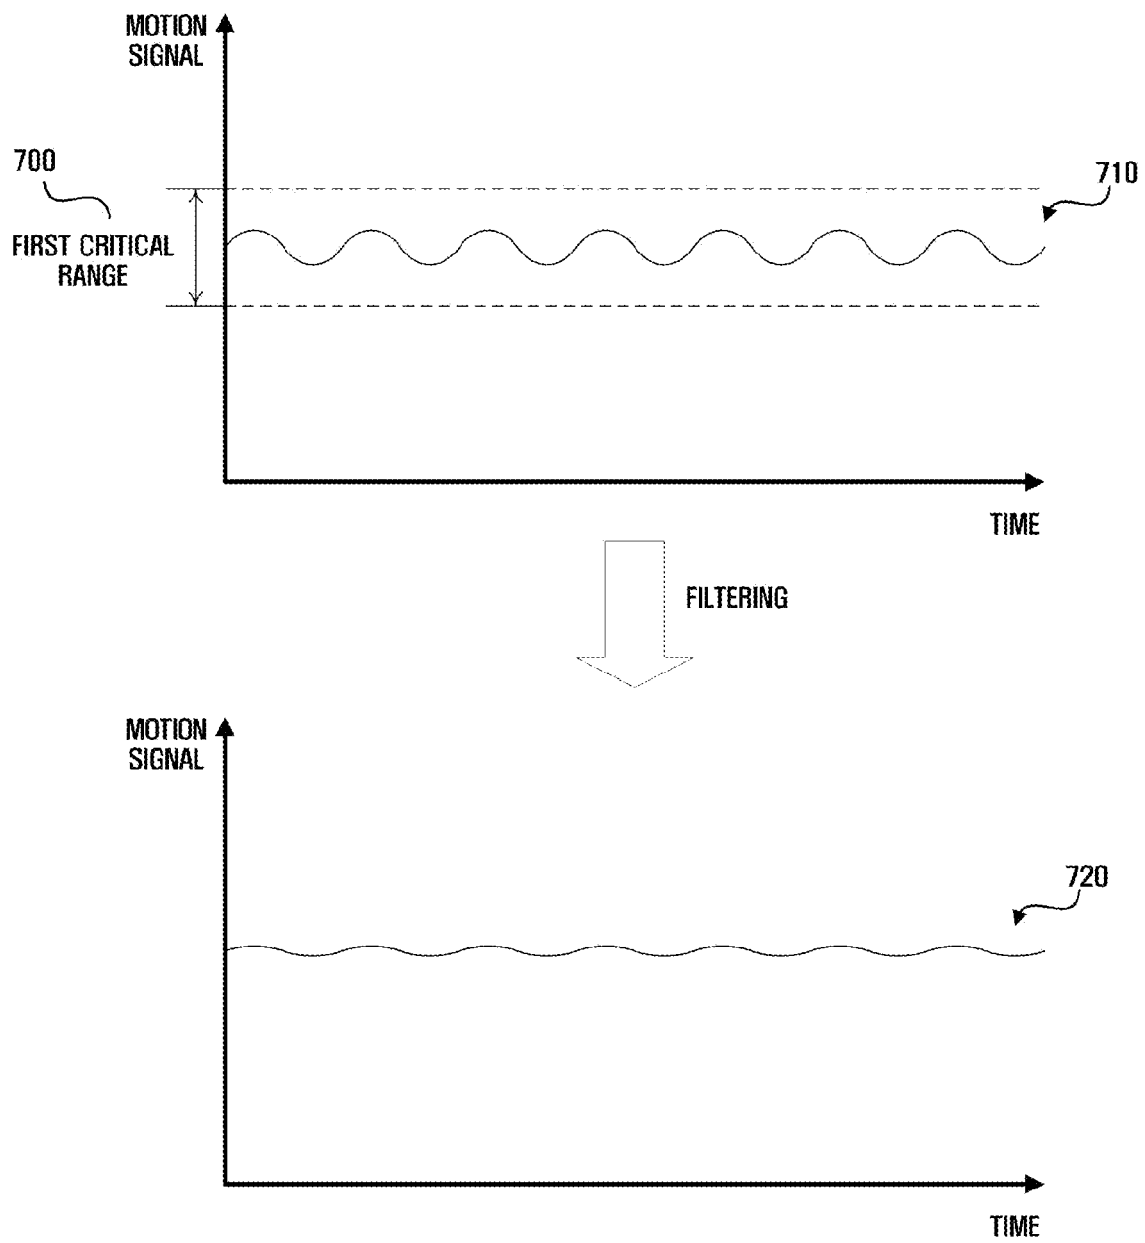 MOTION
SIGNAL
700
710
FIRST CRITICAL
RANGE
TIME
FILTERING
MOTION
SIGNAL
720
TIME